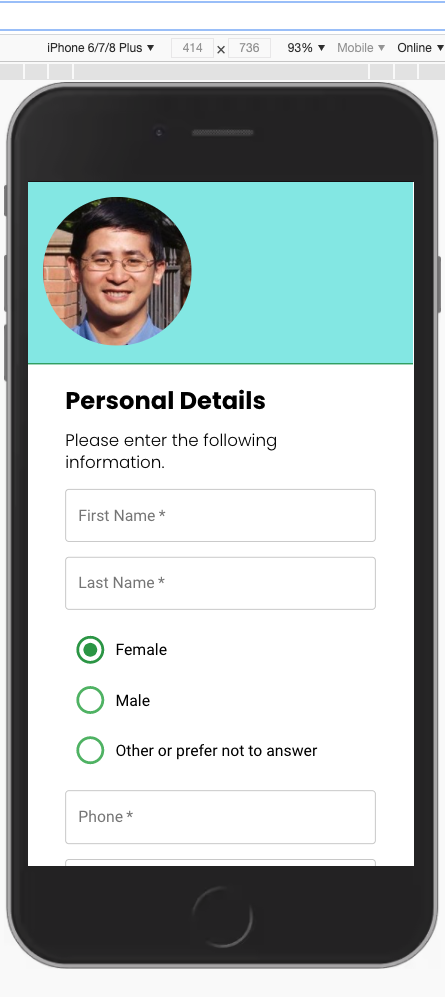 iPhone 6/7/8 Plus ▼ 414 × 736 93% ▼ Mobile ▼ Online ▼
Personal Details
Please enter the following
information.
First Name *
Last Name *
Female
Male
Other or prefer not to answer
Phone *